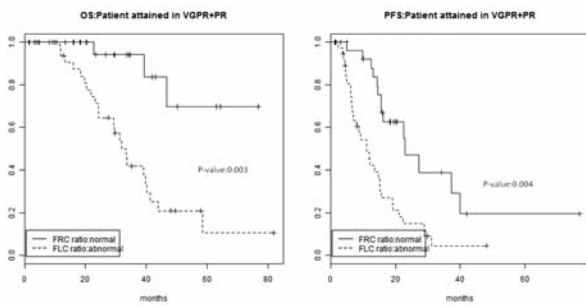 OS:Patient attained in VGPR+PR
1.0
0.8
0.6
0.4
0.2
0.0
P-value:0.003
FRC ratio:normal
FLC ratio:abnormal
0 20 40 60 80
months
PFS:Patient attained in VGPR+PR
1.0
0.8
0.6
0.4
0.2
0.0
P-value:0.004
FRC ratio:normal
FLC ratio:abnormal
0 20 40 60
months